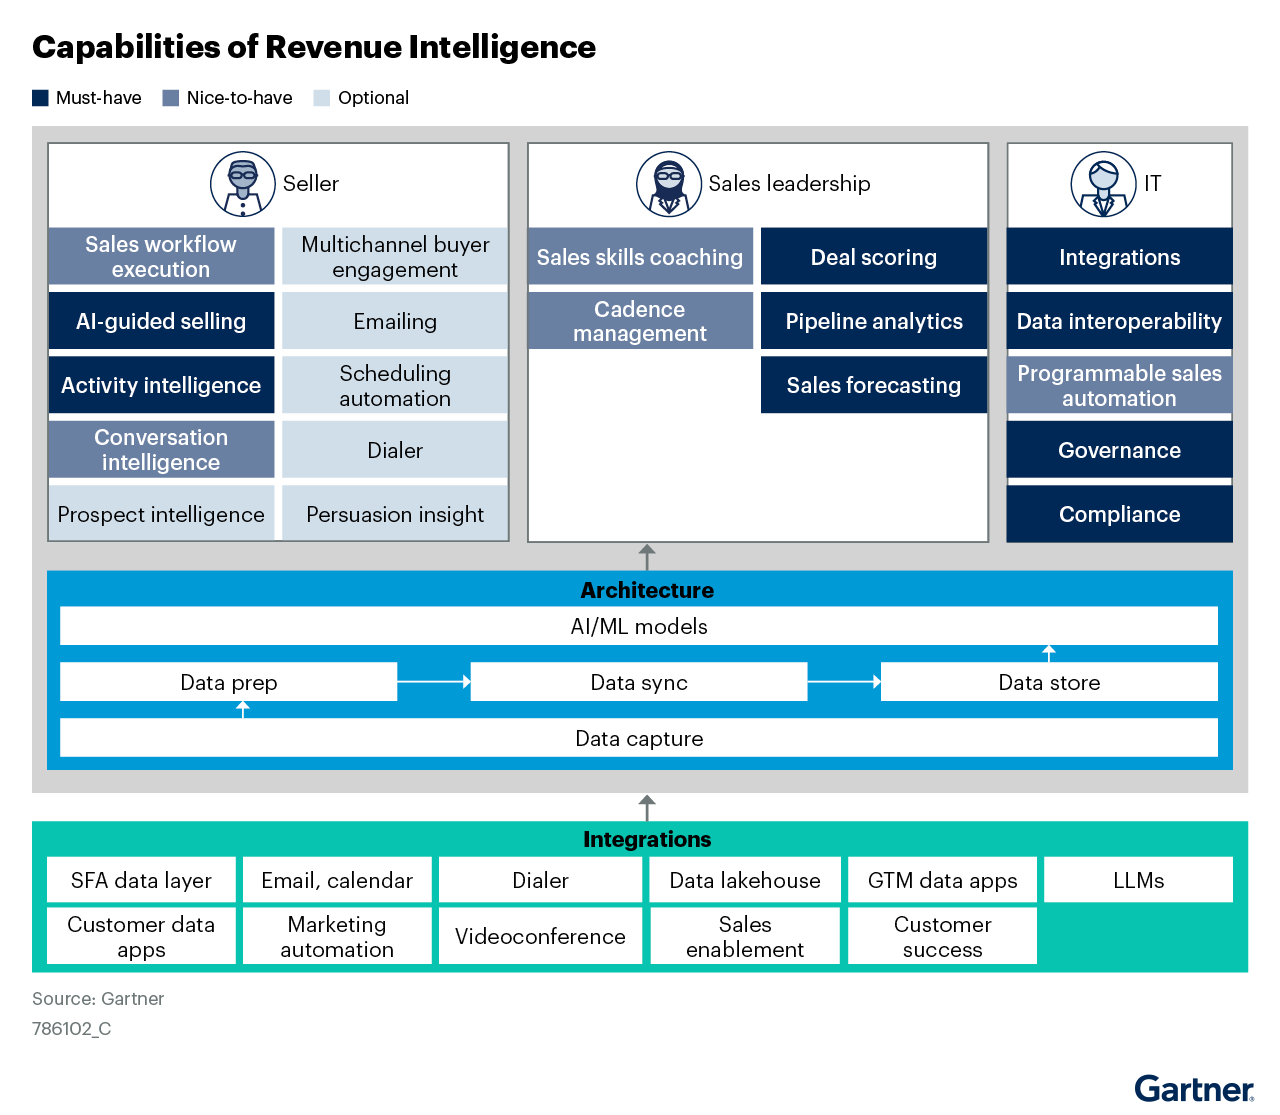 Capabilities of Revenue Intelligence
Must-have
Nice-to-have
Optional
Seller
Sales workflow
execution
Multichannel buyer
engagement
AI-guided selling
Emailing
Activity intelligence
Scheduling
automation
Conversation
intelligence
Dialer
Prospect intelligence
Persuasion insight
Sales leadership
Sales skills coaching
Deal scoring
Cadence
management
Pipeline analytics
Sales forecasting
IT
Integrations
Data interoperability
Programmable sales
automation
Governance
Compliance
Architecture
AI/ML models
Data prep
Data sync
Data store
Data capture
Integrations
SFA data layer
Email, calendar
Dialer
Data lakehouse
GTM data apps
LLMs
Customer data
apps
Marketing
automation
Videoconference
Sales
enablement
Customer
success
Source: Gartner
786102_C
Gartner®